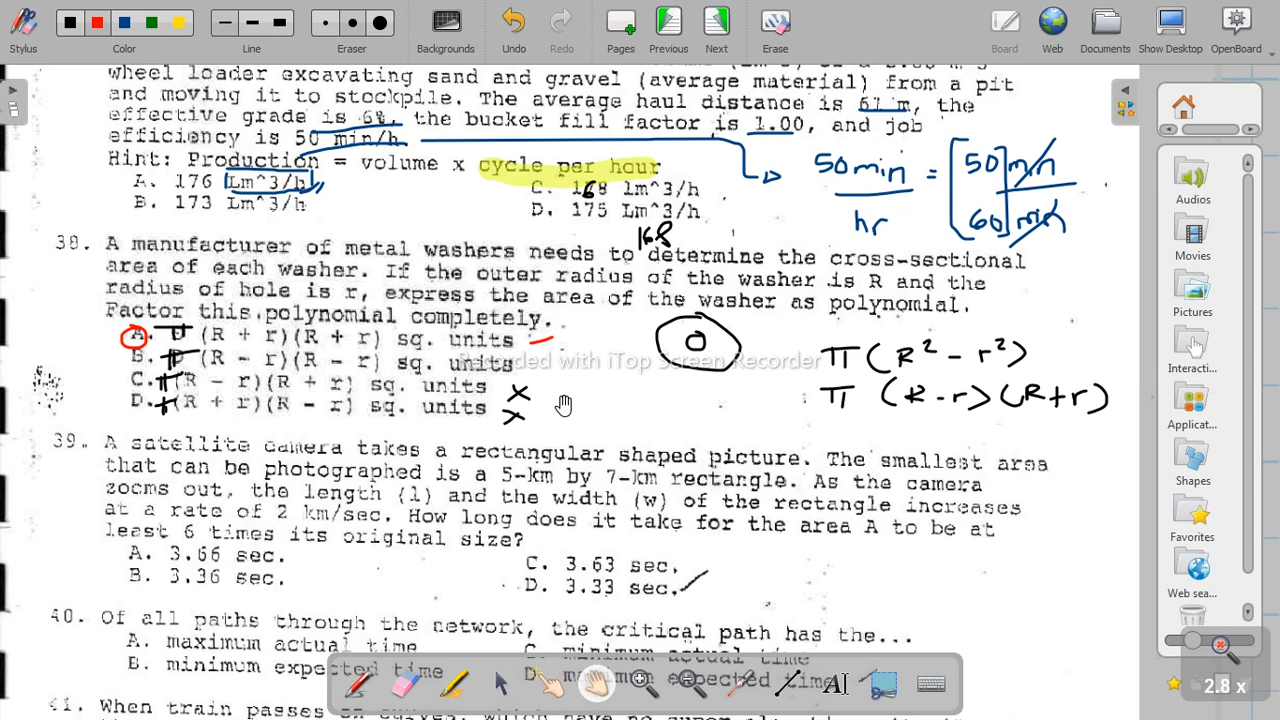 Stylus
Color
Line
Eraser
Backgrounds
Undo
Redo
Pages
Previous
Next
Erase
Board
Web
Documents
Show Desktop
OpenBoard
wheel loader excavating sand and gravel (average material) from a pit
and moving it to stockpile. The average haul distance is 61 m, the
effective grade is 6%, the bucket fill factor is 1.00, and job
efficiency is 50 min/h.
Hint: Production = volume x cycle per hour
A. 176 Lm^3/h
C. 168 lm^3/h
B. 173 Lm^3/h
D. 175 Lm^3/h
50 min
hr
=
50 min
60 min
168
38. A manufacturer of metal washers needs to determine the cross-sectional
area of each washer. If the outer radius of the washer is R and the
radius of hole is r, express the area of the washer as polynomial.
Factor this polynomial completely.
A. π (R + r)(R + r) sq. units
B. π (R - r)(R - r) sq. units
C. π (R - r)(R + r) sq. units x
D. π (R + r)(R - r) sq. units x
π (R² - r²)
π (R - r)(R + r)
Recorded with iTop Screen Recorder
39. A satellite camera takes a rectangular shaped picture. The smallest area
that can be photographed is a 5-km by 7-km rectangle. As the camera
zooms out, the length (l) and the width (w) of the rectangle increases
at a rate of 2 km/sec. How long does it take for the area A to be at
least 6 times its original size?
A. 3.66 sec.
C. 3.63 sec.
B. 3.36 sec.
D. 3.33 sec.
40. Of all paths through the network, the critical path has the...
A. maximum actual time
C. minimum actual time
B. minimum expected time
D. maximum expected time
41. When train passes on curves, which have no super
Audios
Movies
Pictures
Interacti...
Applicat...
Shapes
Favorites
Web sea...
2.8 x